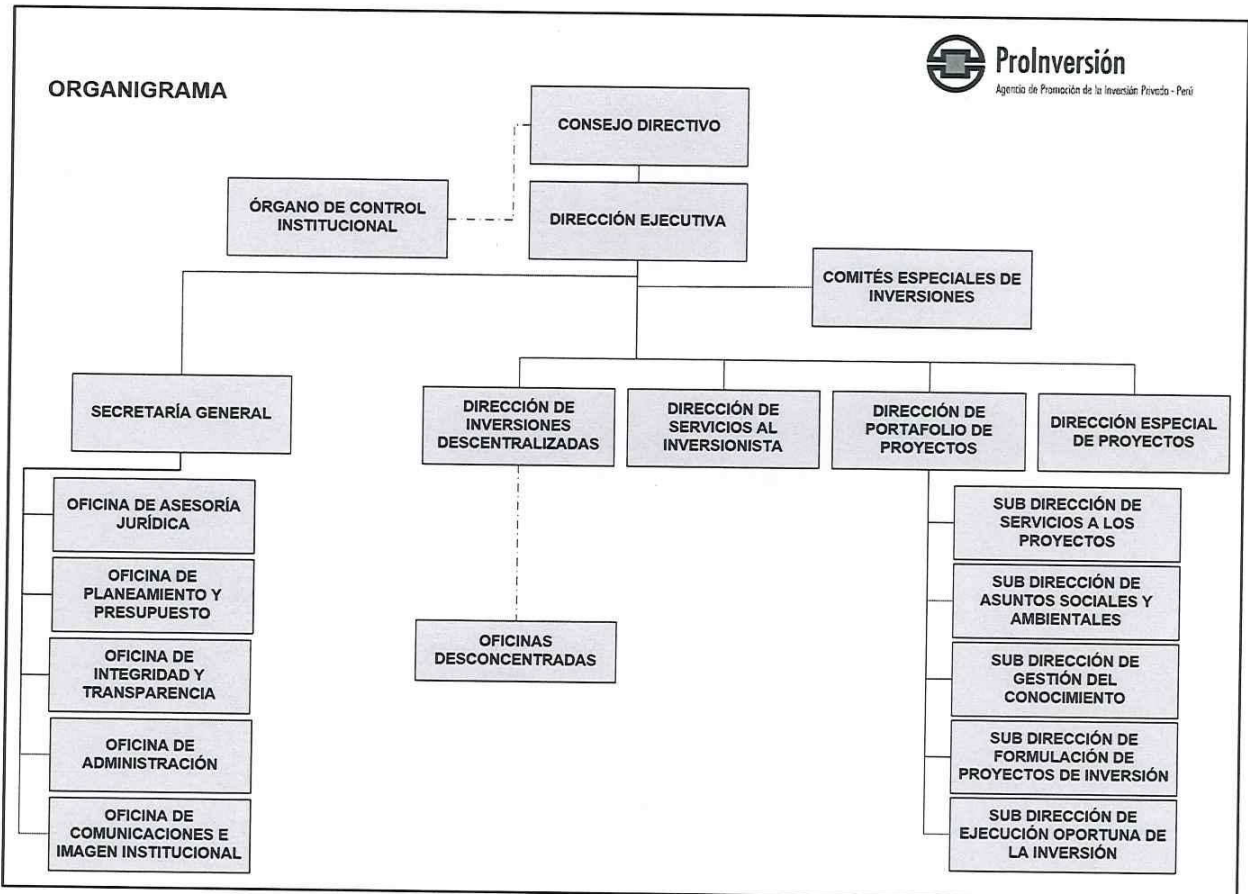 ProInversión
Agencia de Promoción de la Inversión Privada - Perú
ORGANIGRAMA
CONSEJO DIRECTIVO
ÓRGANO DE CONTROL
INSTITUCIONAL
DIRECCIÓN EJECUTIVA
COMITÉS ESPECIALES DE
INVERSIONES
SECRETARÍA GENERAL
DIRECCIÓN DE
INVERSIONES
DESCENTRALIZADAS
DIRECCIÓN DE
SERVICIOS AL
INVERSIONISTA
DIRECCIÓN DE
PORTAFOLIO DE
PROYECTOS
DIRECCIÓN ESPECIAL
DE PROYECTOS
OFICINA DE ASESORÍA
JURÍDICA
OFICINA DE
PLANEAMIENTO Y
PRESUPUESTO
OFICINA DE
INTEGRIDAD Y
TRANSPARENCIA
OFICINA DE
ADMINISTRACIÓN
OFICINA DE
COMUNICACIONES E
IMAGEN INSTITUCIONAL
OFICINAS
DESCONCENTRADAS
SUB DIRECCIÓN DE
SERVICIOS A LOS
PROYECTOS
SUB DIRECCIÓN DE
ASUNTOS SOCIALES Y
AMBIENTALES
SUB DIRECCIÓN DE
GESTIÓN DEL
CONOCIMIENTO
SUB DIRECCIÓN DE
FORMULACIÓN DE
PROYECTOS DE INVERSIÓN
SUB DIRECCIÓN DE
EJECUCIÓN OPORTUNA DE
LA INVERSIÓN